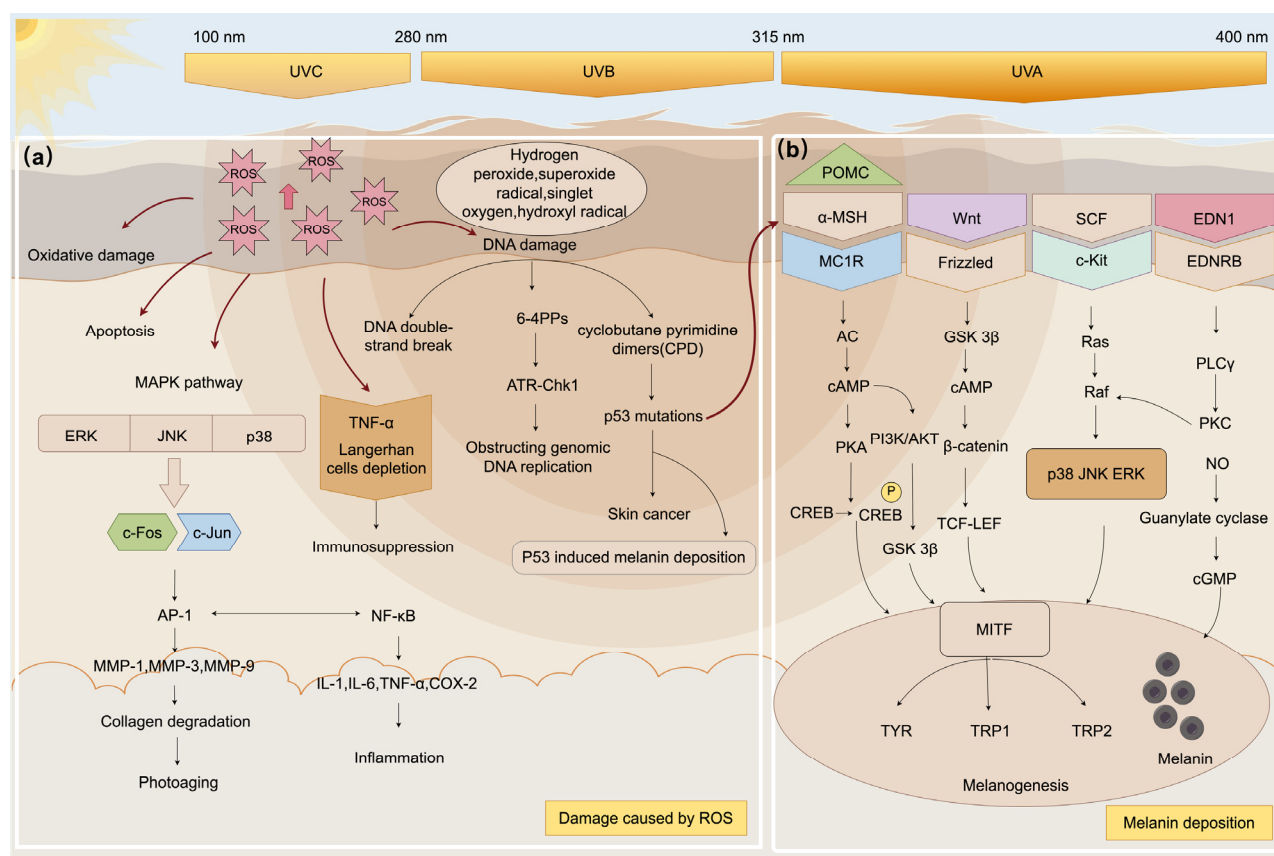 100 nm
280 nm
315 nm
400 nm
UVC
UVB
UVA
(a)
ROS
ROS
ROS
ROS
ROS
Hydrogen
peroxide,superoxide
radical,singlet
oxygen,hydroxyl radical
Oxidative damage
DNA damage
Apoptosis
MAPK pathway
DNA double-
strand break
6-4PPs
cyclobutane pyrimidine
dimers(CPD)
ATR-Chk1
p53 mutations
ERK
JNK
p38
TNF-α
Langerhan
cells depletion
Obstructing genomic
DNA replication
Skin cancer
c-Fos
c-Jun
Immunosuppression
P53 induced melanin deposition
AP-1
NF-κB
MMP-1,MMP-3,MMP-9
IL-1,IL-6,TNF-α,COX-2
Collagen degradation
Inflammation
Photoaging
Damage caused by ROS
(b)
POMC
α-MSH
Wnt
SCF
EDN1
MC1R
Frizzled
c-Kit
EDNRB
AC
GSK 3β
Ras
PLCγ
cAMP
cAMP
Raf
PKC
PKA
PI3K/AKT
β-catenin
p38 JNK ERK
NO
P
CREB
CREB
TCF-LEF
Guanylate cyclase
GSK 3β
cGMP
MITF
TYR
TRP1
TRP2
Melanin
Melanogenesis
Melanin deposition